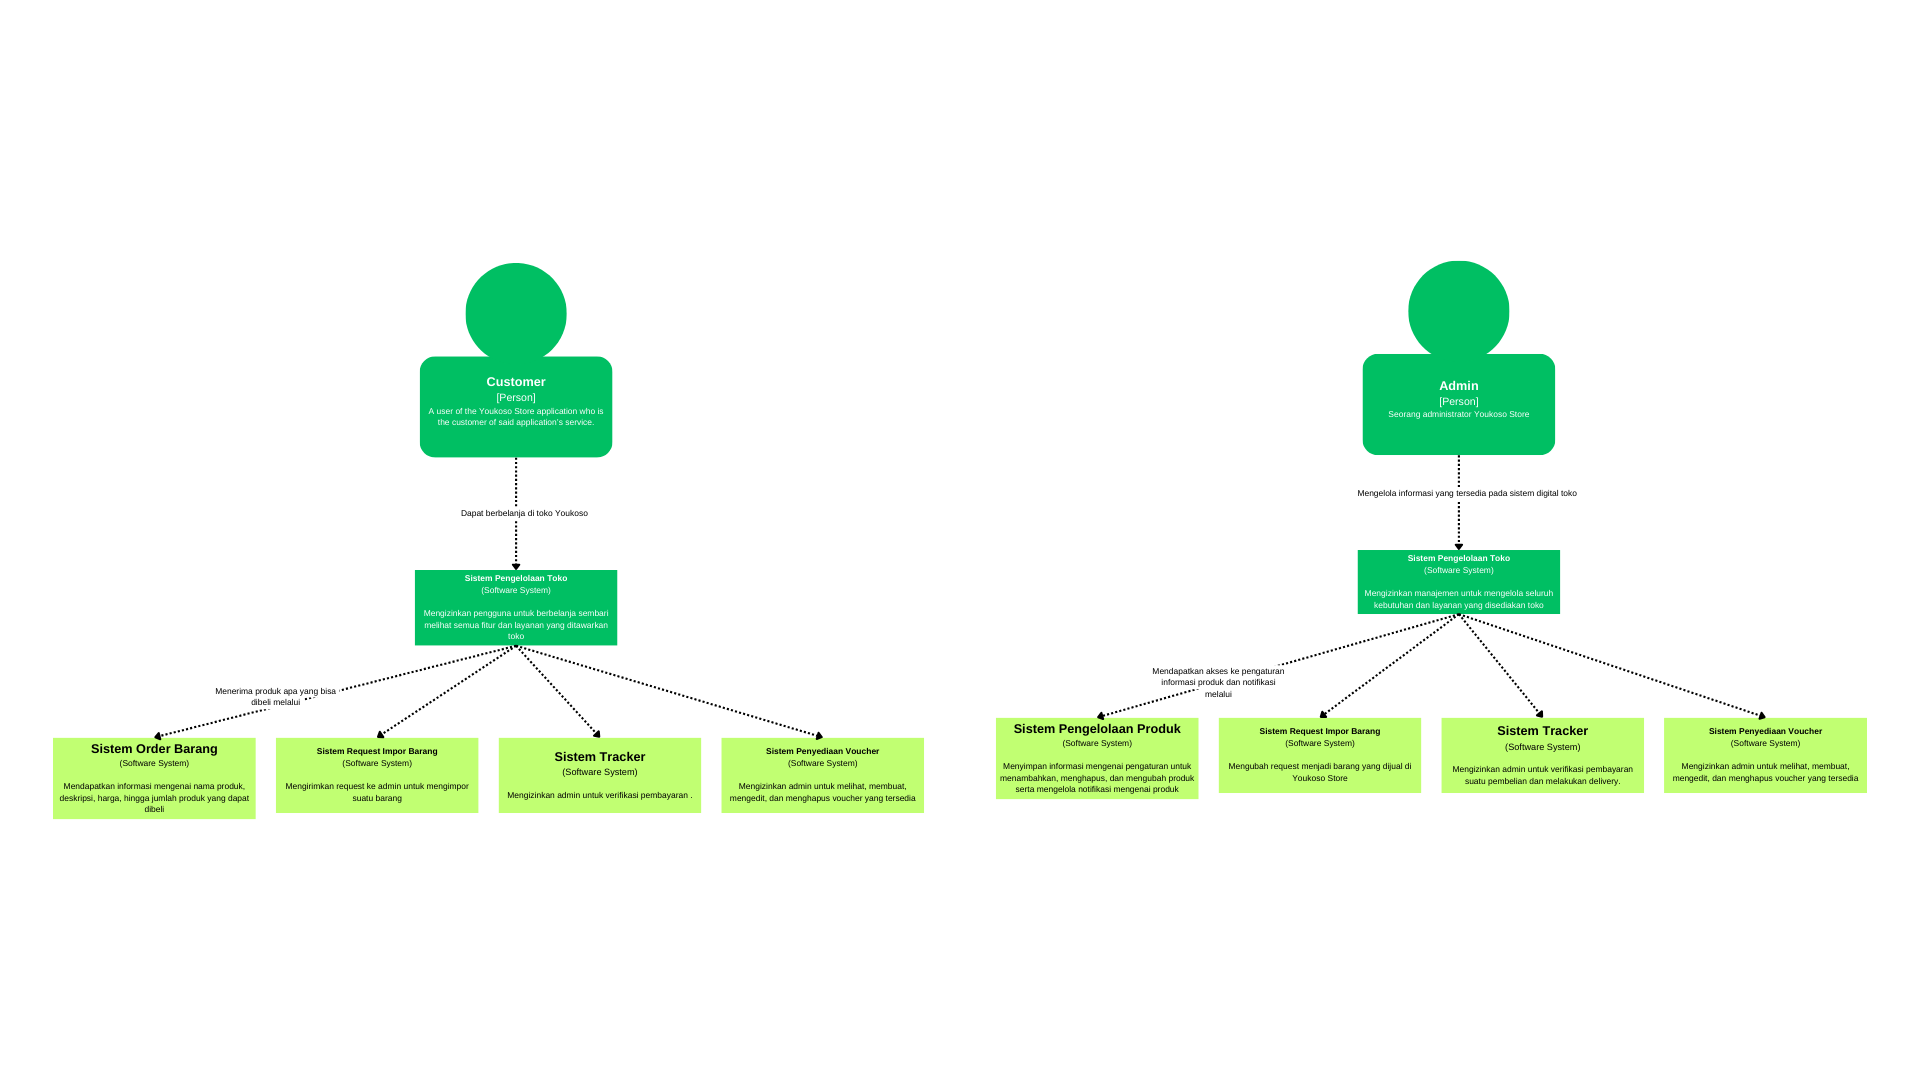 Customer
[Person]
A user of the Youkoso Store application who is
the customer of said application's service.
Dapat berbelanja di toko Youkoso
Sistem Pengelolaan Toko
(Software System)
Mengizinkan pengguna untuk berbelanja sembari
melihat semua fitur dan layanan yang ditawarkan
toko
Menerima produk apa yang bisa
dibeli melalui
Sistem Order Barang
(Software System)
Mendapatkan informasi mengenai nama produk,
deskripsi, harga, hingga jumlah produk yang dapat
dibeli
Sistem Request Impor Barang
(Software System)
Mengirimkan request ke admin untuk mengimpor
suatu barang
Sistem Tracker
(Software System)
Mengizinkan admin untuk verifikasi pembayaran .
Sistem Penyediaan Voucher
(Software System)
Mengizinkan admin untuk melihat, membuat,
mengedit, dan menghapus voucher yang tersedia
Admin
[Person]
Seorang administrator Youkoso Store
Mengelola informasi yang tersedia pada sistem digital toko
Sistem Pengelolaan Toko
(Software System)
Mengizinkan manajemen untuk mengelola seluruh
kebutuhan dan layanan yang disediakan toko
Mendapatkan akses ke pengaturan
informasi produk dan notifikasi
melalui
Sistem Pengelolaan Produk
(Software System)
Menyimpan informasi mengenai pengaturan untuk
menambahkan, menghapus, dan mengubah produk
serta mengelola notifikasi mengenai produk
Sistem Request Impor Barang
(Software System)
Mengubah request menjadi barang yang dijual di
Youkoso Store
Sistem Tracker
(Software System)
Mengizinkan admin untuk verifikasi pembayaran
suatu pembelian dan melakukan delivery.
Sistem Penyediaan Voucher
(Software System)
Mengizinkan admin untuk melihat, membuat,
mengedit, dan menghapus voucher yang tersedia